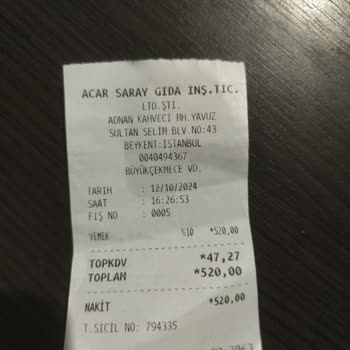 ACAR SARAY GIDA İNŞ.TİC.
LTD.ŞTİ.
ADNAN KAHVECİ MH.YAVUZ
SULTAN SELİM BLV.NO:43
BEYKENT:İSTANBUL
0040494367
BÜYÜKÇEKMECE VD.
TARİH : 12/10/2024
SAAT : 16:26:53
FİŞ NO : 0005
YEMEK %10 *520,00
TOPKDV *47,27
TOPLAM *520,00
NAKİT *520,00
T.SİCİL NO: 794335